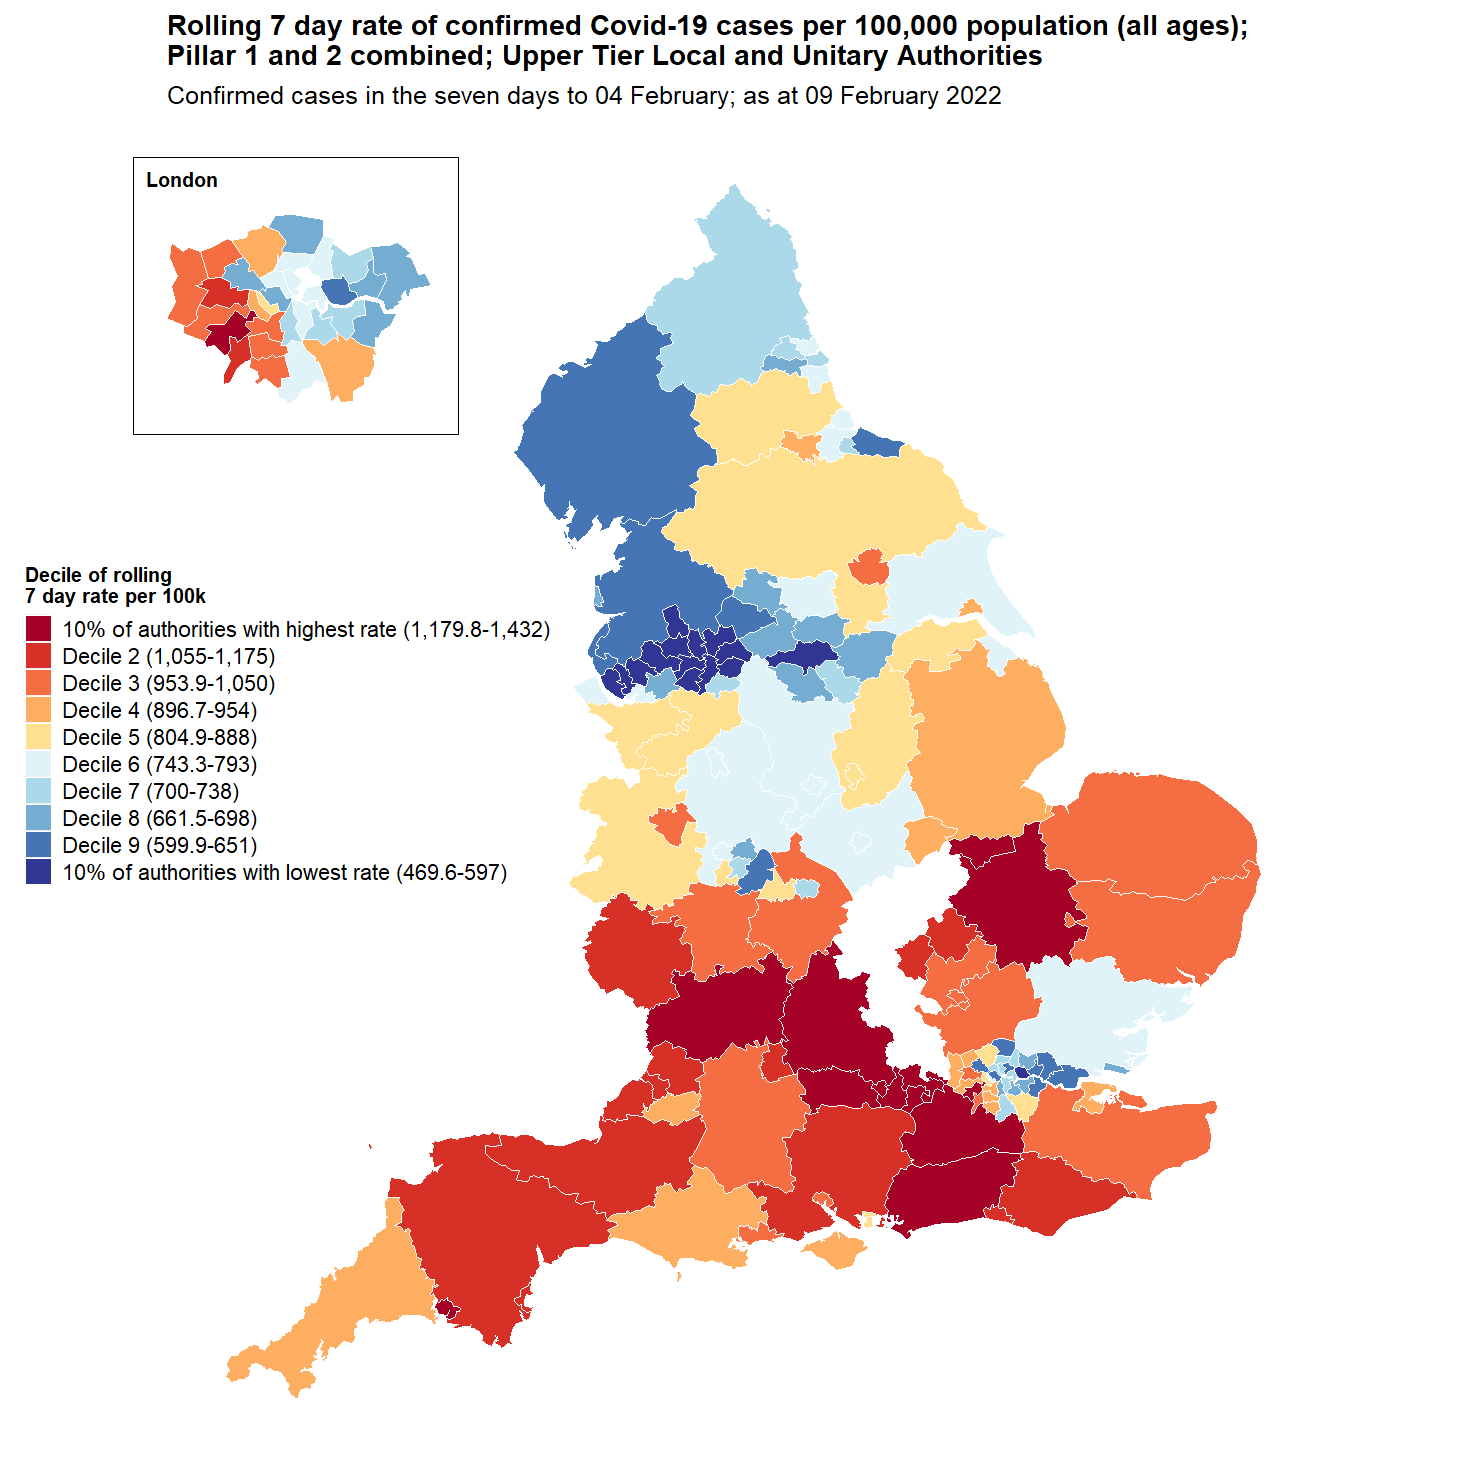 Rolling 7 day rate of confirmed Covid-19 cases per 100,000 population (all ages);
Pillar 1 and 2 combined; Upper Tier Local and Unitary Authorities
Confirmed cases in the seven days to 04 February; as at 09 February 2022
London
Decile of rolling
7 day rate per 100k
10% of authorities with highest rate (1,179.8-1,432)
Decile 2 (1,055-1,175)
Decile 3 (953.9-1,050)
Decile 4 (896.7-954)
Decile 5 (804.9-888)
Decile 6 (743.3-793)
Decile 7 (700-738)
Decile 8 (661.5-698)
Decile 9 (599.9-651)
10% of authorities with lowest rate (469.6-597)